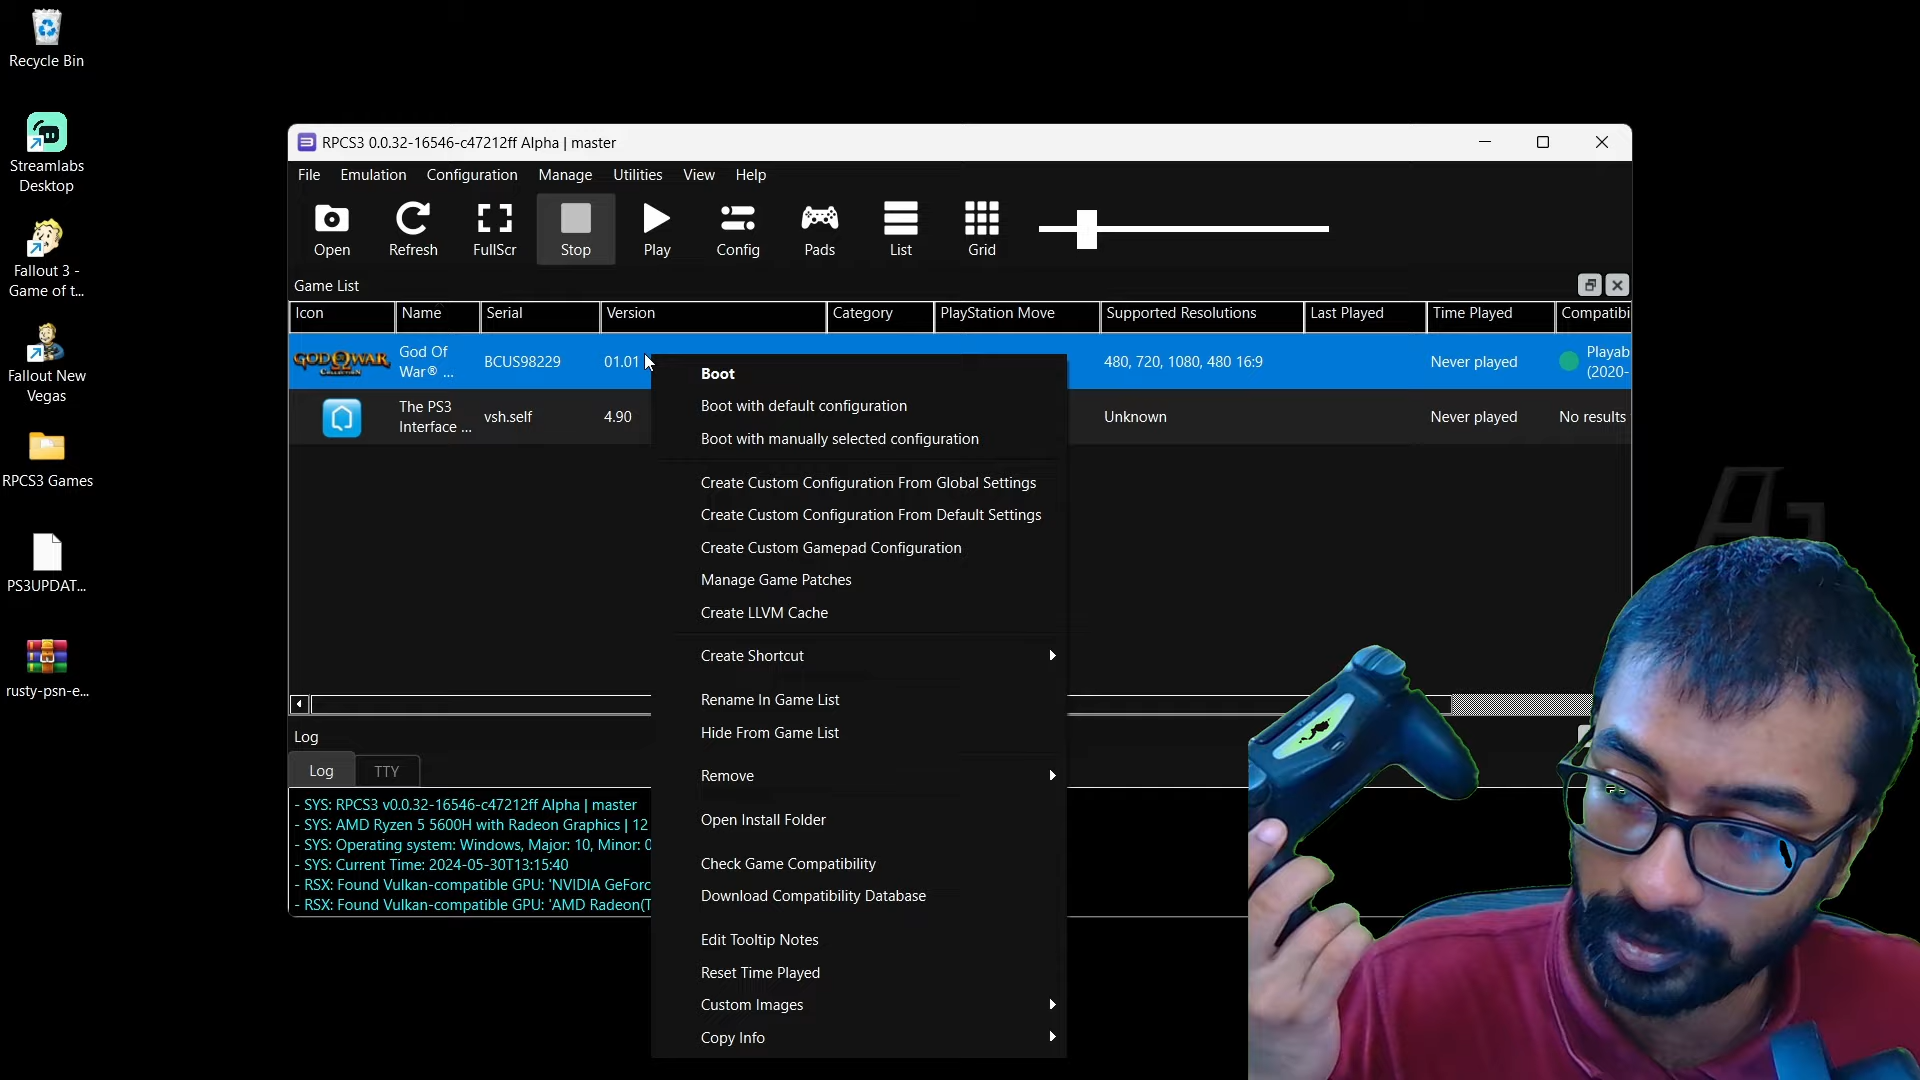 Recycle Bin
Streamlabs
Desktop
Fallout 3 -
Game of t...
Fallout New
Vegas
RPCS3 Games
PS3UPDAT...
rusty-psn-e...
RPCS3 0.0.32-16546-c47212ff Alpha | master
File Emulation Configuration Manage Utilities View Help
Open Refresh FullScr Stop Play Config Pads List Grid
Game List
Icon Name Serial Version Category PlayStation Move Supported Resolutions Last Played Time Played Compatibi
GOD OF WAR
COLLECTION
God Of
War® ...
BCUS98229 01.01 480, 720, 1080, 480 16:9 Never played
Playab
(2020-
The PS3
Interface ...
vsh.self 4.90 Unknown Never played No results
Boot
Boot with default configuration
Boot with manually selected configuration
Create Custom Configuration From Global Settings
Create Custom Configuration From Default Settings
Create Custom Gamepad Configuration
Manage Game Patches
Create LLVM Cache
Create Shortcut
Rename In Game List
Hide From Game List
Remove
Open Install Folder
Check Game Compatibility
Download Compatibility Database
Edit Tooltip Notes
Reset Time Played
Custom Images
Copy Info
Log
Log TTY
- SYS: RPCS3 v0.0.32-16546-c47212ff Alpha | master
- SYS: AMD Ryzen 5 5600H with Radeon Graphics | 12
- SYS: Operating system: Windows, Major: 10, Minor: 0
- SYS: Current Time: 2024-05-30T13:15:40
- RSX: Found Vulkan-compatible GPU: 'NVIDIA GeForc
- RSX: Found Vulkan-compatible GPU: 'AMD Radeon(T